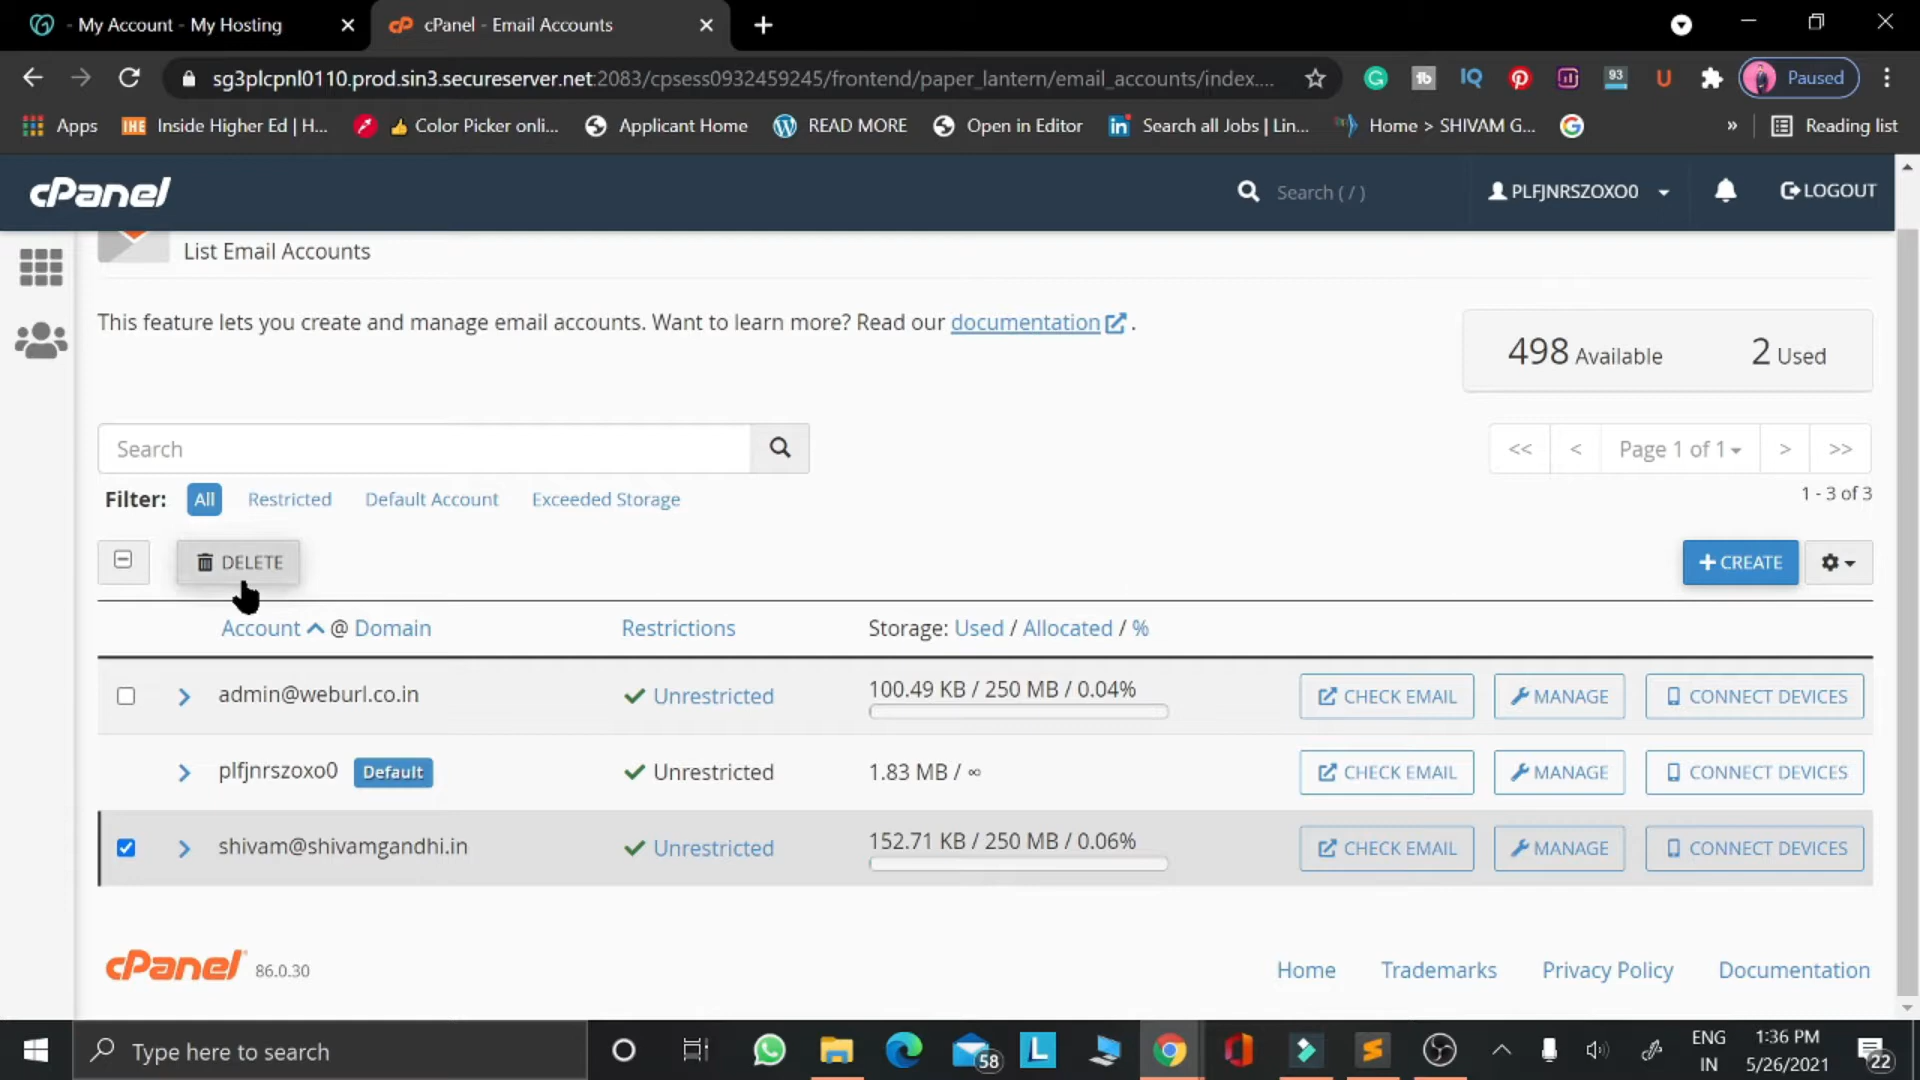 - My Account - My Hosting
cPanel - Email Accounts
sg3plcpnl0110.prod.sin3.secureserver.net:2083/cpsess0932459245/frontend/paper_lantern/email_accounts/index....
93
Paused
Apps
IHE Inside Higher Ed | H...
Color Picker onli...
Applicant Home
READ MORE
Open in Editor
Search all Jobs | Lin...
Home > SHIVAM G...
Reading list
cPanel
Search ( / )
PLFJNRSZOXO0
LOGOUT
List Email Accounts
This feature lets you create and manage email accounts. Want to learn more? Read our documentation .
498 Available 2 Used
Search
<< < Page 1 of 1 > >>
1 - 3 of 3
Filter: All Restricted Default Account Exceeded Storage
DELETE
+ CREATE
Account @ Domain Restrictions Storage: Used / Allocated / %
admin@weburl.co.in Unrestricted 100.49 KB / 250 MB / 0.04% CHECK EMAIL MANAGE CONNECT DEVICES
plfjnrszoxo0 Default Unrestricted 1.83 MB / ∞ CHECK EMAIL MANAGE CONNECT DEVICES
shivam@shivamgandhi.in Unrestricted 152.71 KB / 250 MB / 0.06% CHECK EMAIL MANAGE CONNECT DEVICES
cPanel 86.0.30
Home Trademarks Privacy Policy Documentation
Type here to search
58
L
ENG
IN
1:36 PM
5/26/2021
22